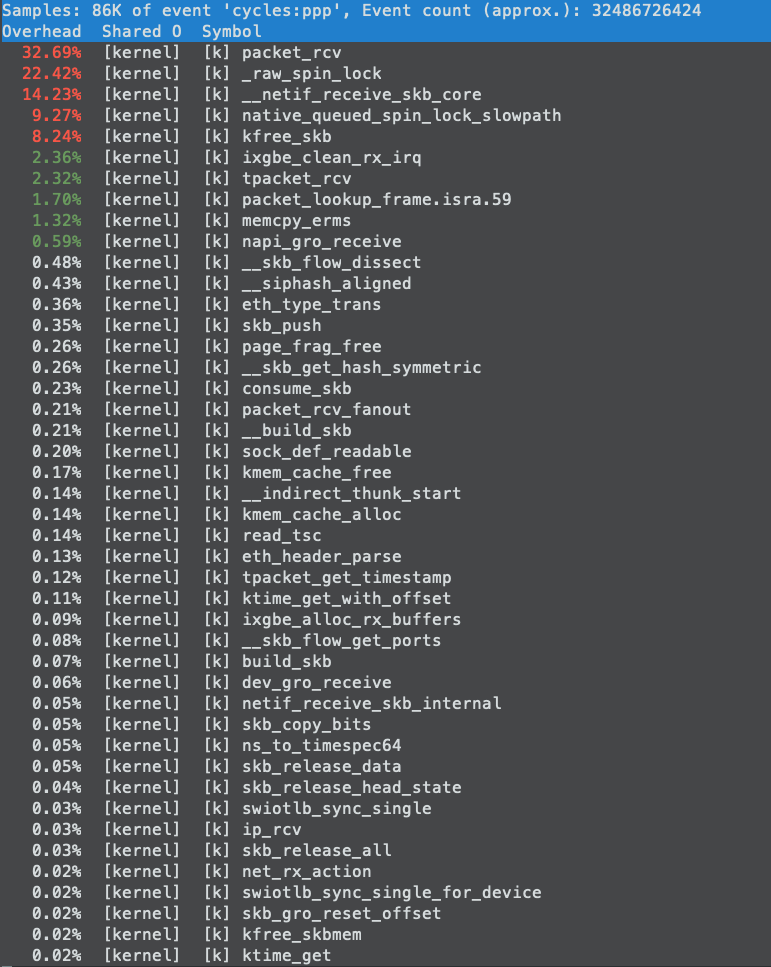 Samples: 86K of event 'cycles:ppp', Event count (approx.): 32486726424
Overhead  Shared O  Symbol
32.69%  [kernel]  [k] packet_rcv
22.42%  [kernel]  [k] _raw_spin_lock
14.23%  [kernel]  [k] __netif_receive_skb_core
9.27%  [kernel]  [k] native_queued_spin_lock_slowpath
8.24%  [kernel]  [k] kfree_skb
2.36%  [kernel]  [k] ixgbe_clean_rx_irq
2.32%  [kernel]  [k] tpacket_rcv
1.70%  [kernel]  [k] packet_lookup_frame.isra.59
1.32%  [kernel]  [k] memcpy_erms
0.59%  [kernel]  [k] napi_gro_receive
0.48%  [kernel]  [k] __skb_flow_dissect
0.43%  [kernel]  [k] __siphash_aligned
0.36%  [kernel]  [k] eth_type_trans
0.35%  [kernel]  [k] skb_push
0.26%  [kernel]  [k] page_frag_free
0.26%  [kernel]  [k] __skb_get_hash_symmetric
0.23%  [kernel]  [k] consume_skb
0.21%  [kernel]  [k] packet_rcv_fanout
0.21%  [kernel]  [k] __build_skb
0.20%  [kernel]  [k] sock_def_readable
0.17%  [kernel]  [k] kmem_cache_free
0.14%  [kernel]  [k] __indirect_thunk_start
0.14%  [kernel]  [k] kmem_cache_alloc
0.14%  [kernel]  [k] read_tsc
0.13%  [kernel]  [k] eth_header_parse
0.12%  [kernel]  [k] tpacket_get_timestamp
0.11%  [kernel]  [k] ktime_get_with_offset
0.09%  [kernel]  [k] ixgbe_alloc_rx_buffers
0.08%  [kernel]  [k] __skb_flow_get_ports
0.07%  [kernel]  [k] build_skb
0.06%  [kernel]  [k] dev_gro_receive
0.05%  [kernel]  [k] netif_receive_skb_internal
0.05%  [kernel]  [k] skb_copy_bits
0.05%  [kernel]  [k] ns_to_timespec64
0.05%  [kernel]  [k] skb_release_data
0.04%  [kernel]  [k] skb_release_head_state
0.03%  [kernel]  [k] swiotlb_sync_single
0.03%  [kernel]  [k] ip_rcv
0.03%  [kernel]  [k] skb_release_all
0.02%  [kernel]  [k] net_rx_action
0.02%  [kernel]  [k] swiotlb_sync_single_for_device
0.02%  [kernel]  [k] skb_gro_reset_offset
0.02%  [kernel]  [k] kfree_skbmem
0.02%  [kernel]  [k] ktime_get